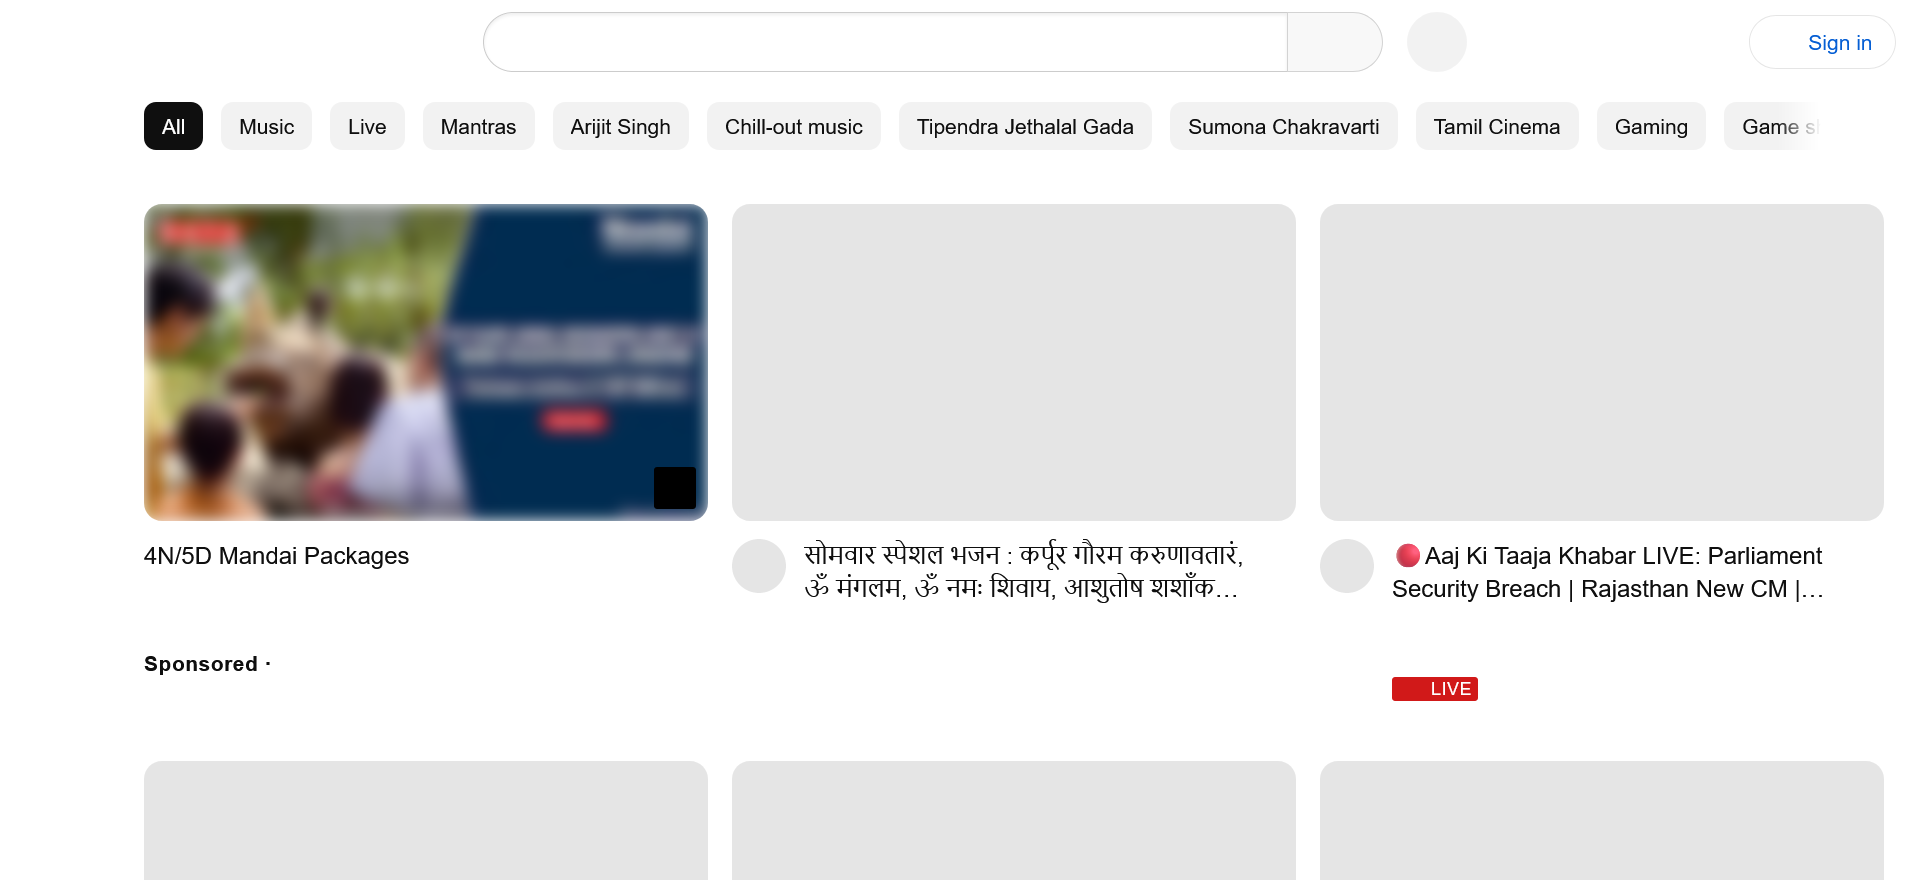 Sign in
All
Music
Live
Mantras
Arijit Singh
Chill-out music
Tipendra Jethalal Gada
Sumona Chakravarti
Tamil Cinema
Gaming
Game
4N/5D Mandai Packages
Sponsored ·
सोमवार स्पेशल भजन : कर्पूर गौरम करुणावतारं,
ॐ मंगलम, ॐ नमः शिवाय, आशुतोष शशाँक...
🔴Aaj Ki Taaja Khabar LIVE: Parliament
Security Breach | Rajasthan New CM |...
LIVE